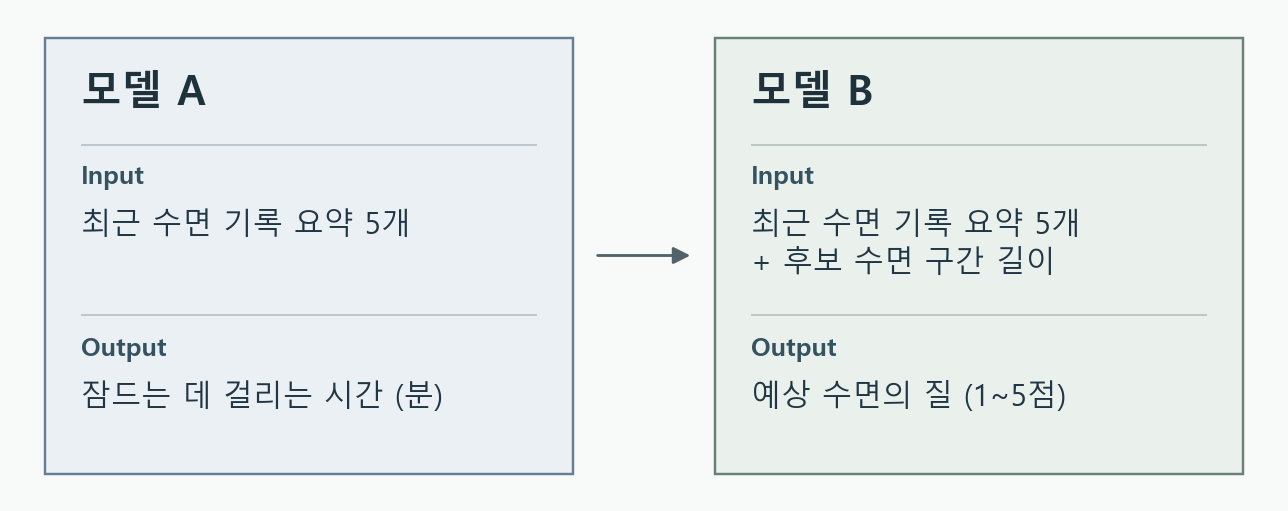 모델 A
Input
최근 수면 기록 요약 5개
Output
잠드는 데 걸리는 시간 (분)
모델 B
Input
최근 수면 기록 요약 5개
+ 후보 수면 구간 길이
Output
예상 수면의 질 (1~5점)